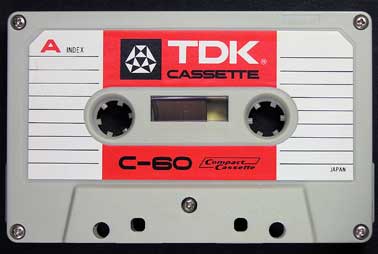 A INDEX
TDK®
CASSETTE
C-60 Compact Cassette
JAPAN